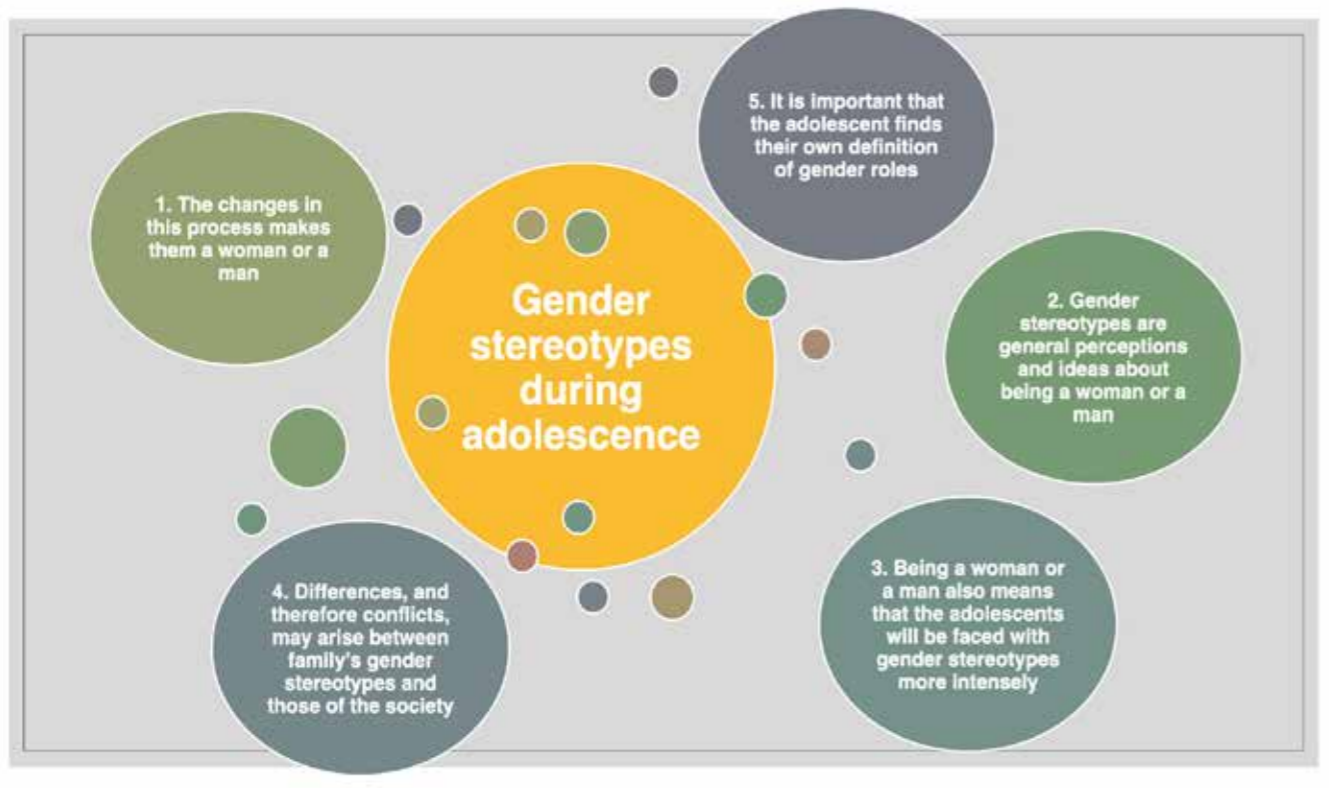 Gender
stereotypes
during
adolescence
1. The changes in
this process makes
them a woman or a
man
2. Gender
stereotypes are
general perceptions
and ideas about
being a woman or a
man
3. Being a woman or
a man also means
that the adolescents
will be faced with
gender stereotypes
more intensely
4. Differences, and
therefore conflicts,
may arise between
family's gender
stereotypes and
those of the society
5. It is important that
the adolescent finds
their own definition
of gender roles